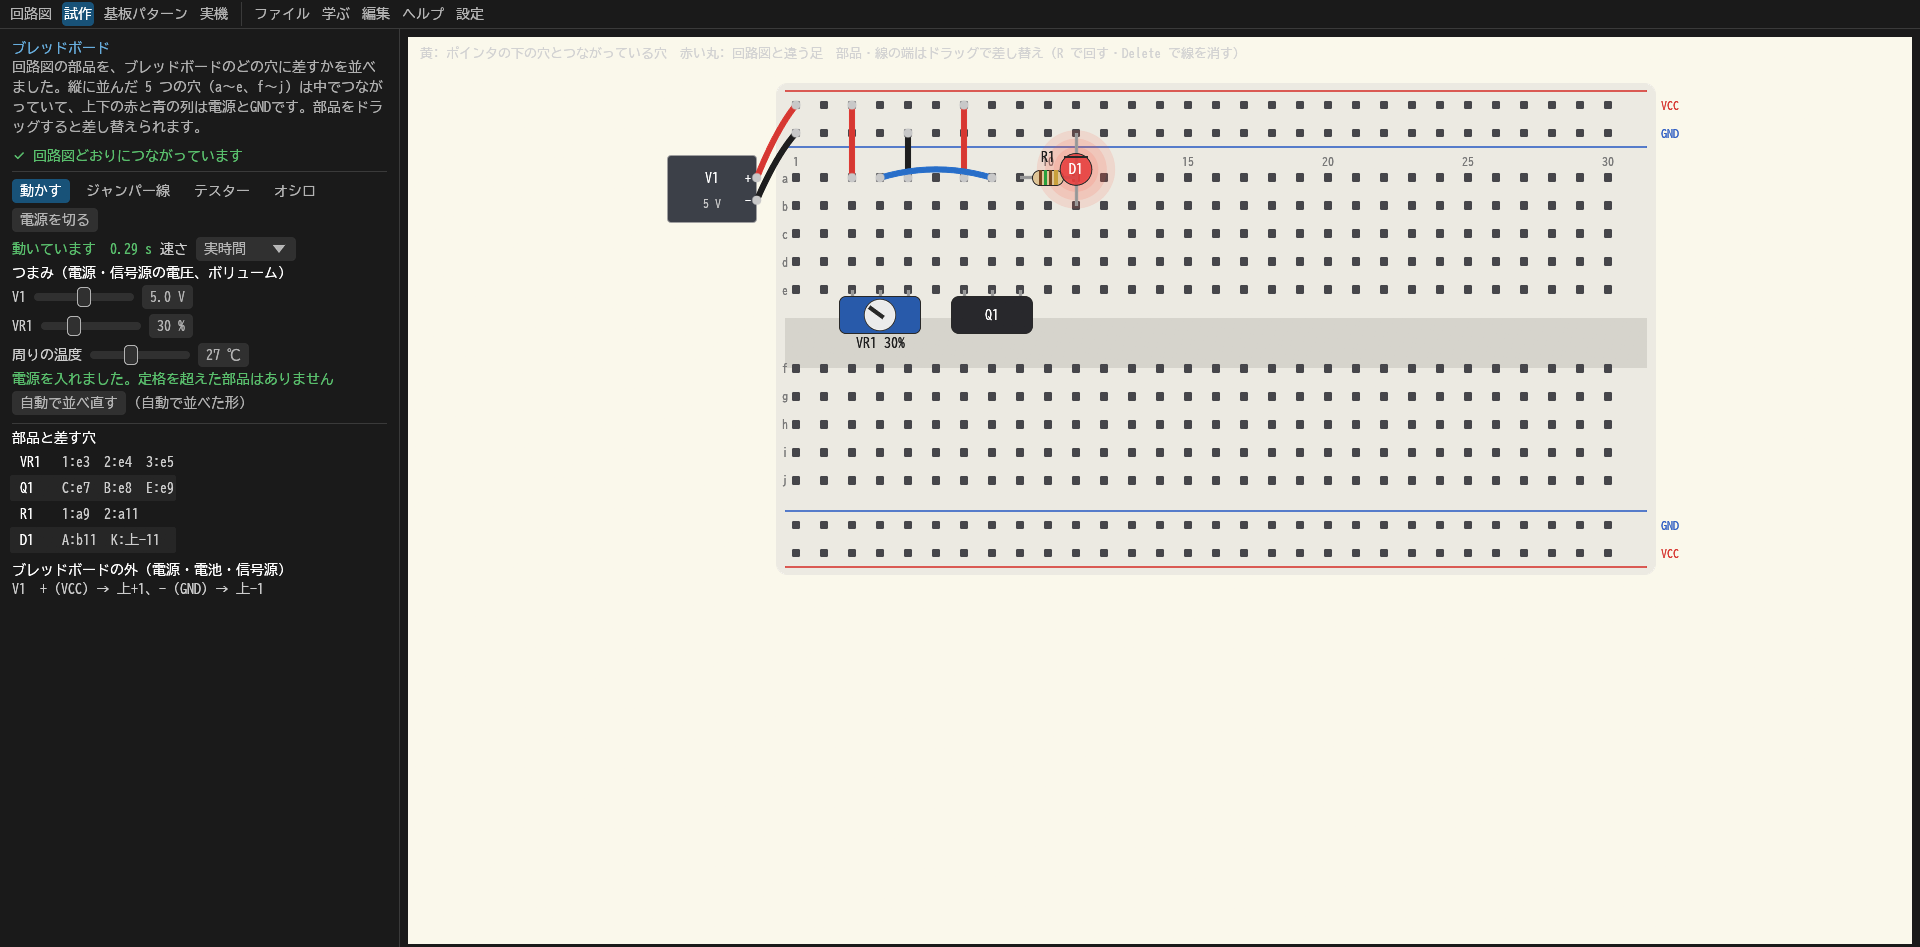 回路図 試作 基板パターン 実機 ファイル 学ぶ 編集 ヘルプ 設定
ブレッドボード
回路図の部品を、ブレッドボードのどの穴に差すかを並べ
ました。縦に並んだ 5 つの穴（a～e、f～j）は中でつなが
っていて、上下の赤と青の列は電源とGNDです。部品をドラ
ッグすると差し替えられます。
✓ 回路図どおりにつながっています
動かす ジャンパー線 テスター オシロ
電源を切る
動いています 0.29 s 速さ 実時間
つまみ（電源・信号源の電圧、ボリューム）
V1 5.0 V
VR1 30 %
周りの温度 27 ℃
電源を入れました。定格を超えた部品はありません
自動で並べ直す （自動で並べた形）
部品と差す穴
VR1 1:e3 2:e4 3:e5
Q1 C:e7 B:e8 E:e9
R1 1:a9 2:a11
D1 A:b11 K:上-11
ブレッドボードの外（電源・電池・信号源）
V1 +（VCC）→ 上+1、-（GND）→ 上-1
黄: ポインタの下の穴とつながっている穴 赤い丸: 回路図と違う足 部品・線の端はドラッグで差し替え（R で回す・Delete で線を消す）
VCC
GND
1 10 15 20 25 30
R1
D1
V1 +
5 V -
a
b
c
d
e
Q1
VR1 30%
f
g
h
i
j
GND
VCC